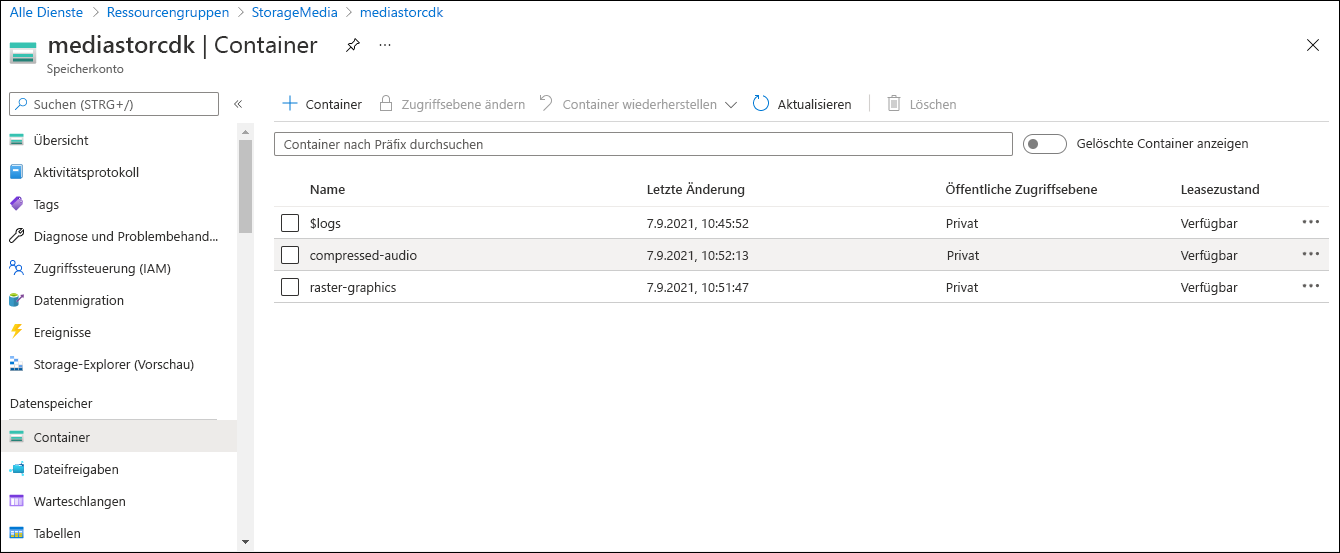 Alle Dienste > Ressourcengruppen > StorageMedia > mediastorcdk
mediastorcdk | Container
Speicherkonto
Suchen (STRG+/)
Übersicht
Aktivitätsprotokoll
Tags
Diagnose und Problembehand...
Zugriffssteuerung (IAM)
Datenmigration
Ereignisse
Storage-Explorer (Vorschau)
Datenspeicher
Container
Dateifreigaben
Warteschlangen
Tabellen
Container Zugriffsebene ändern Container wiederherstellen Aktualisieren Löschen
Container nach Präfix durchsuchen Gelöschte Container anzeigen
Name Letzte Änderung Öffentliche Zugriffsebene Leasezustand
$logs 7.9.2021, 10:45:52 Privat Verfügbar
compressed-audio 7.9.2021, 10:52:13 Privat Verfügbar
raster-graphics 7.9.2021, 10:51:47 Privat Verfügbar